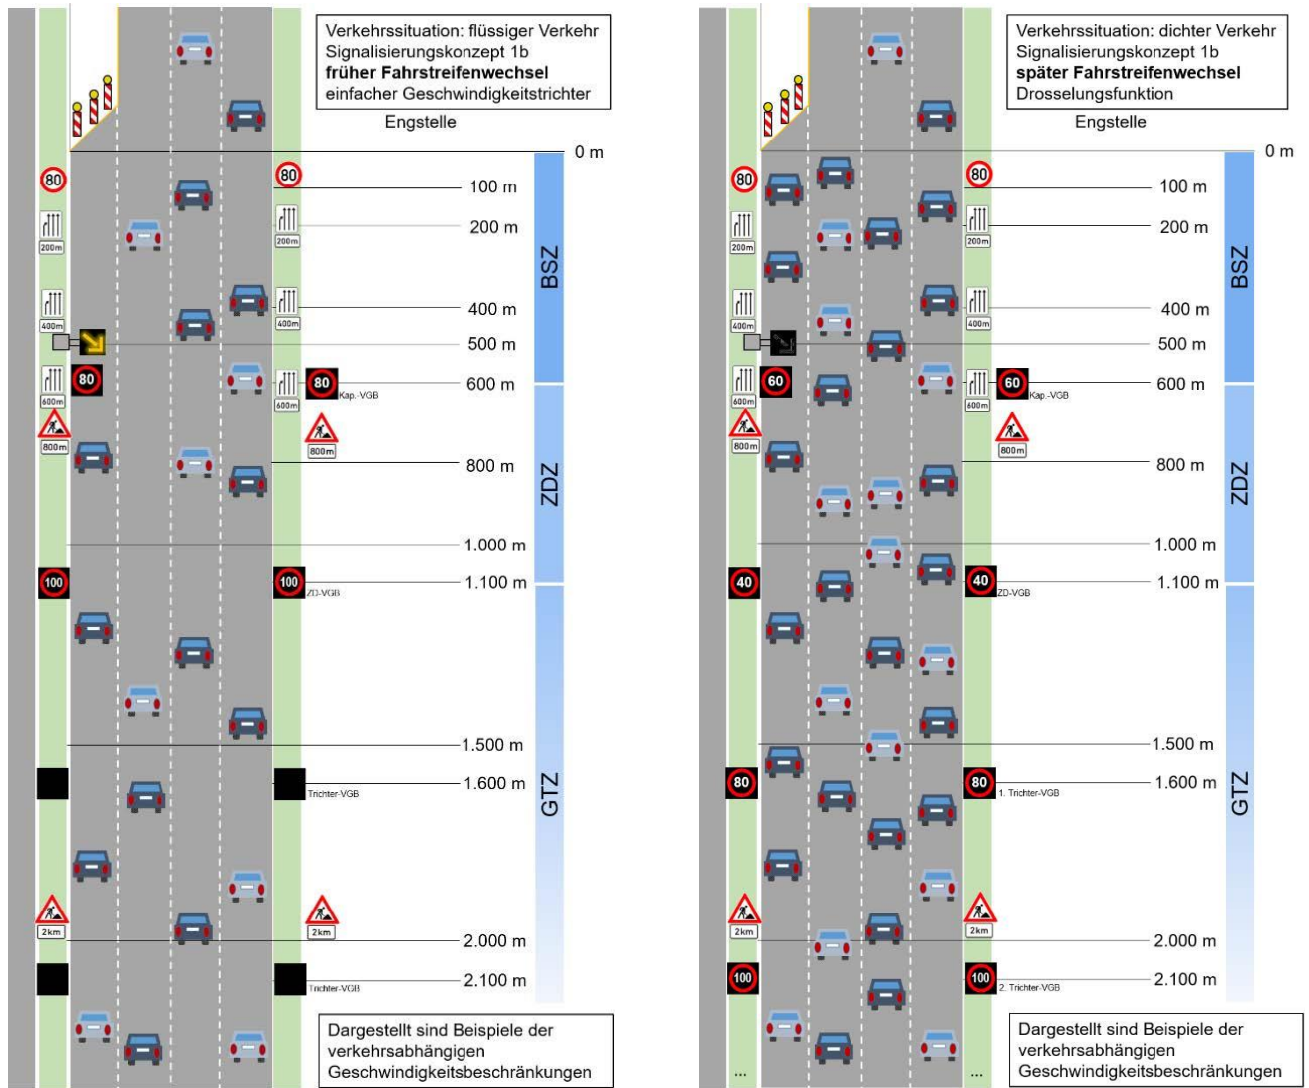 Verkehrssituation: flüssiger Verkehr
Signalisierungskonzept 1b
früher Fahrstreifenwechsel
einfacher Geschwindigkeitstrichter
Engstelle
0 m
80
80
100 m
200m
200m
200 m
BSZ
400m
400m
400 m
500 m
80
80
600 m
600m
600m
Kap.-VGB
800m
800m
800 m
ZDZ
1.000 m
100
100
1.100 m
ZD-VGB
1.500 m
1.600 m
Trichter-VGB
GTZ
2km
2km
2.000 m
2.100 m
Trichter-VGB
Dargestellt sind Beispiele der
verkehrsabhängigen
Geschwindigkeitsbeschränkungen
Verkehrssituation: dichter Verkehr
Signalisierungskonzept 1b
später Fahrstreifenwechsel
Drosselungsfunktion
Engstelle
0 m
80
80
100 m
200m
200m
200 m
BSZ
400m
400m
400 m
500 m
60
60
600 m
600m
600m
Kap.-VGB
800m
800m
800 m
ZDZ
1.000 m
40
40
1.100 m
ZD-VGB
1.500 m
80
80
1.600 m
1. Trichter-VGB
GTZ
2km
2km
2.000 m
100
100
2.100 m
2. Trichter-VGB
Dargestellt sind Beispiele der
verkehrsabhängigen
Geschwindigkeitsbeschränkungen
...
...